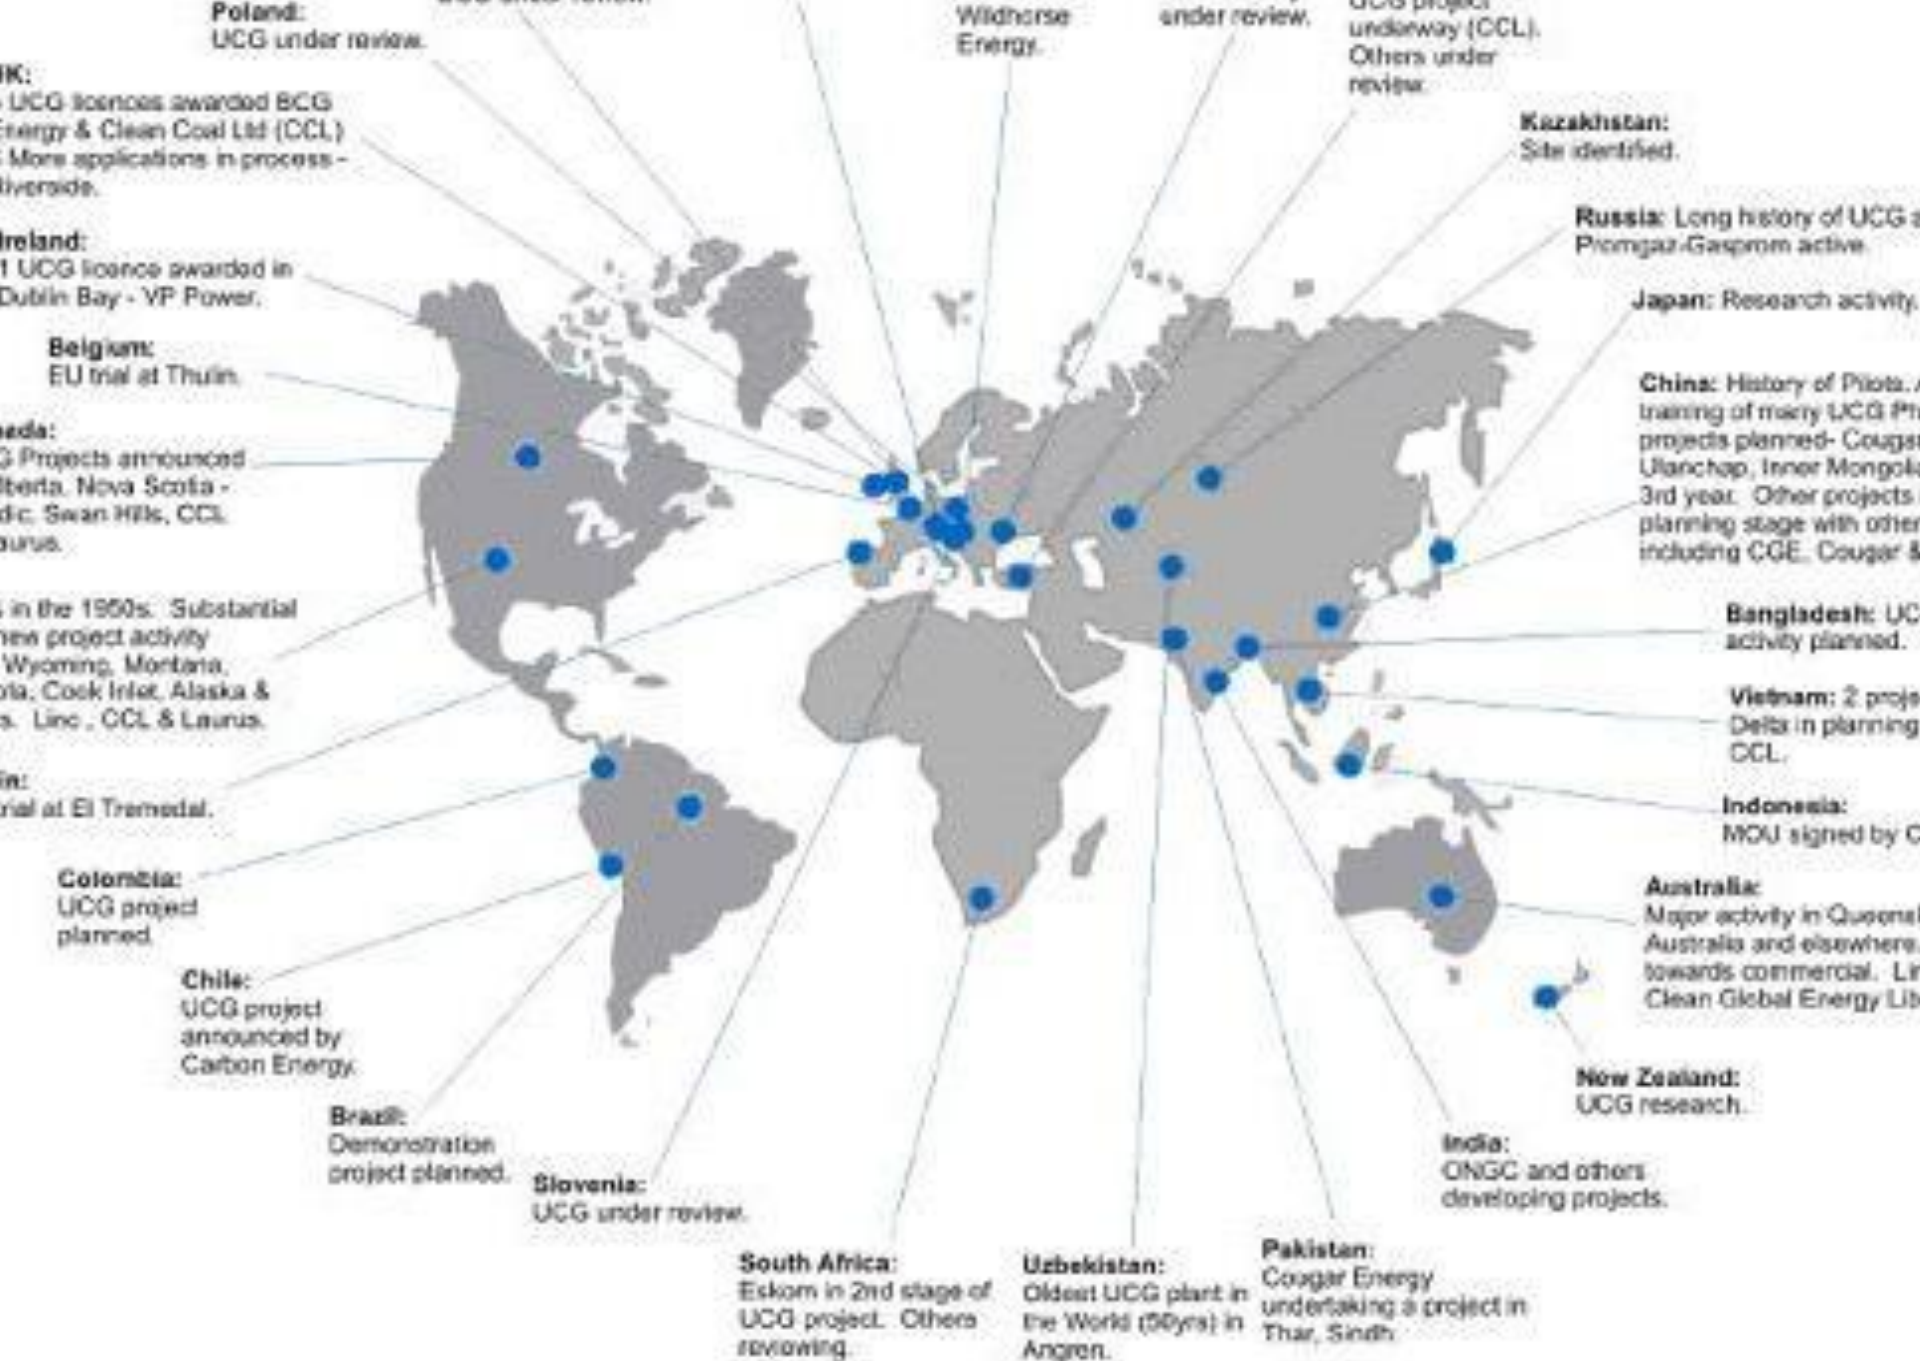 Poland:
UCG under review.
Wildhorse
Energy.
under review.
UCG project
underway (CCL).
Others under
review.
Kazakhstan:
Site identified.
UCG licences awarded BCG
Energy & Clean Coal Ltd (CCL)
More applications in process -
Riverside.
Russia: Long history of UCG
Promgaz-Gasprom active.
Ireland:
1 UCG licence awarded in
Dublin Bay - VP Power.
Japan: Research activity.
Belgium:
EU trial at Thulin.
China: History of Pilots.
training of many UCG
projects planned- Cougar
Ulanchap, Inner Mongolia
3rd year. Other projects
planning stage with other
including CGE, Cougar &
Projects announced
Alberta, Nova Scotia -
Swan Hills, CCL
in the 1950s. Substantial
new project activity
Wyoming, Montana,
Cook Inlet, Alaska &
Linc , CCL & Laurus.
Bangladesh:
activity planned.
Vietnam: 2
Delta in planning
CCL.
trial at El Tremedal.
Indonesia:
MOU signed by
Colombia:
UCG project
planned.
Australia:
Major activity in
Australia and elsewhere.
towards commercial.
Clean Global Energy
Chile:
UCG project
announced by
Carbon Energy.
New Zealand:
UCG research.
Brazil:
Demonstration
project planned.
Slovenia:
UCG under review.
India:
ONGC and others
developing projects.
South Africa:
Eskom in 2nd stage of
UCG project. Others
reviewing.
Uzbekistan:
Oldest UCG plant in
the World (50yrs) in
Angren.
Pakistan:
Cougar Energy
undertaking a project in
Thar, Sindh